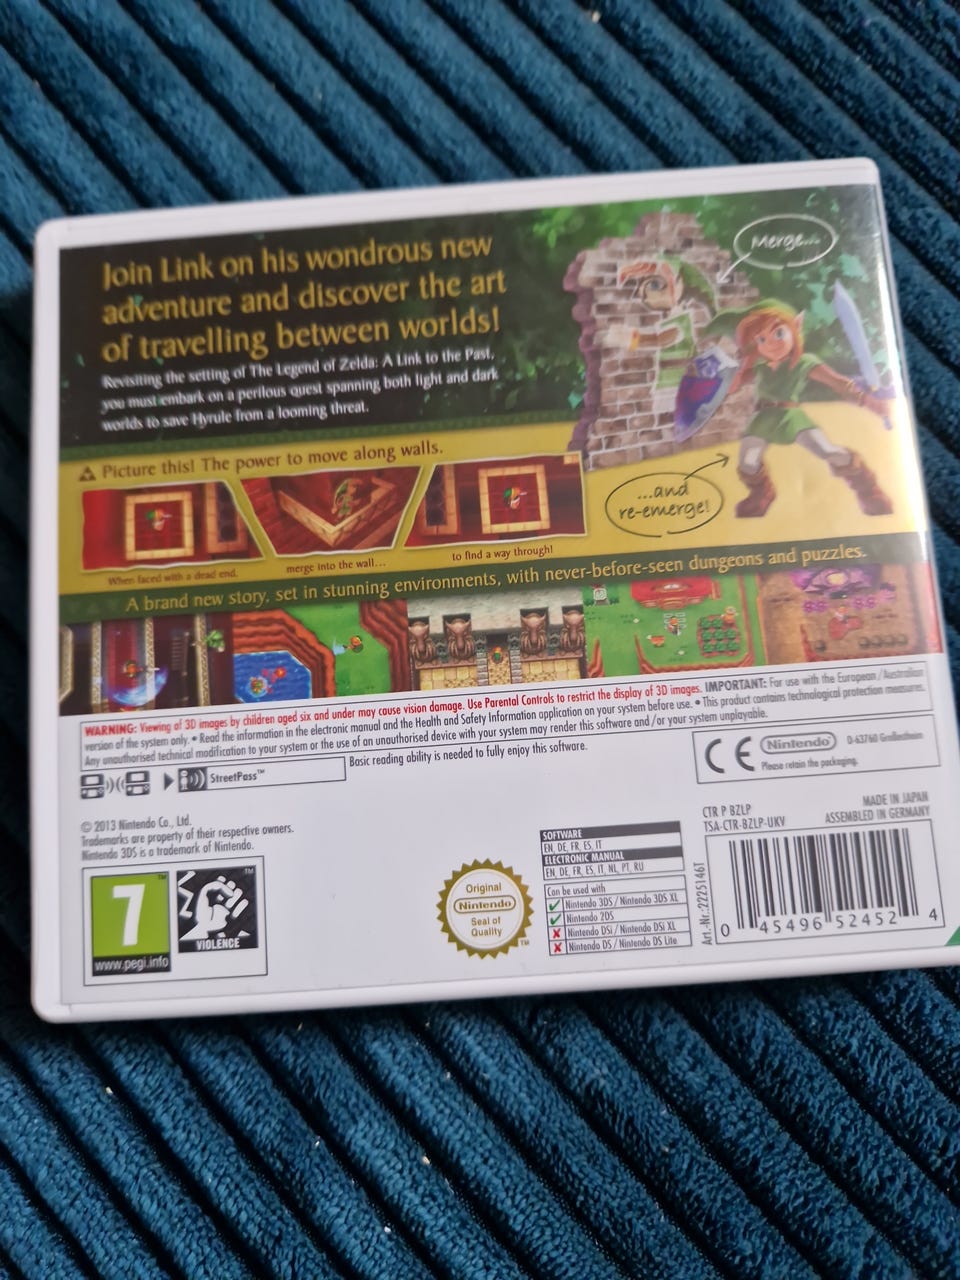 Join Link on his wondrous new
adventure and discover the art
of travelling between worlds!
Revisiting the setting of The Legend of Zelda: A Link to the Past,
you must embark on a perilous quest spanning both light and dark
worlds to save Hyrule from a looming threat.
Merge...
...and
re-emerge!
Picture this! The power to move along walls.
When faced with a dead end,
merge into the wall...
to find a way through!
A brand new story, set in stunning environments, with never-before-seen dungeons and puzzles.
WARNING: Viewing of 3D images by children aged six and under may cause vision damage. Use Parental Controls to restrict the display of 3D images. IMPORTANT: For use with the European/Australian
version of the system only. • Read the information in the electronic manual and the Health and Safety Information application on your system before use. • This product contains technological protection measures.
Any unauthorised technical modification to your system or the use of an unauthorised device with your system may render this software and/or your system unplayable.
Basic reading ability is needed to fully enjoy this software.
StreetPass™
CE Nintendo D-63760 Großostheim
Please retain the packaging.
© 2013 Nintendo Co., Ltd.
Trademarks are property of their respective owners.
Nintendo 3DS is a trademark of Nintendo.
7
www.pegi.info
VIOLENCE
TM
Original
Nintendo
Seal of
Quality
TM
SOFTWARE
EN, DE, FR, ES, IT
ELECTRONIC MANUAL
EN, DE, FR, ES, IT, NL, PT, RU
Can be used with
Nintendo 3DS / Nintendo 3DS XL
Nintendo 2DS
Nintendo DSi / Nintendo DSi XL
Nintendo DS / Nintendo DS Lite
CTR P BZLP
TSA-CTR-BZLP-UKV
MADE IN JAPAN
ASSEMBLED IN GERMANY
Art.-Nr.: 2225146T
0 45496 52452 4